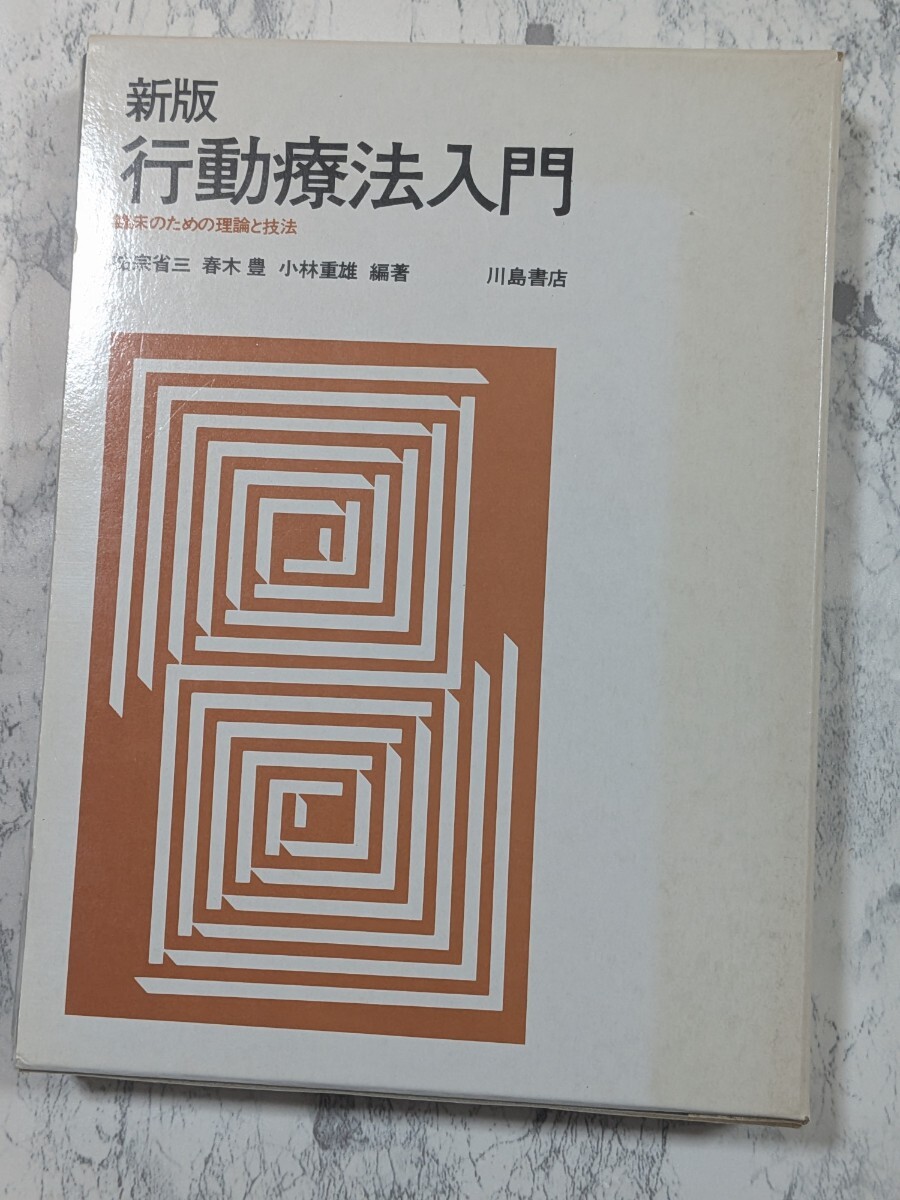 新版
行動療法入門
臨床のための理論と技法
祐宗省三 春木 豊 小林重雄 編著 川島書店